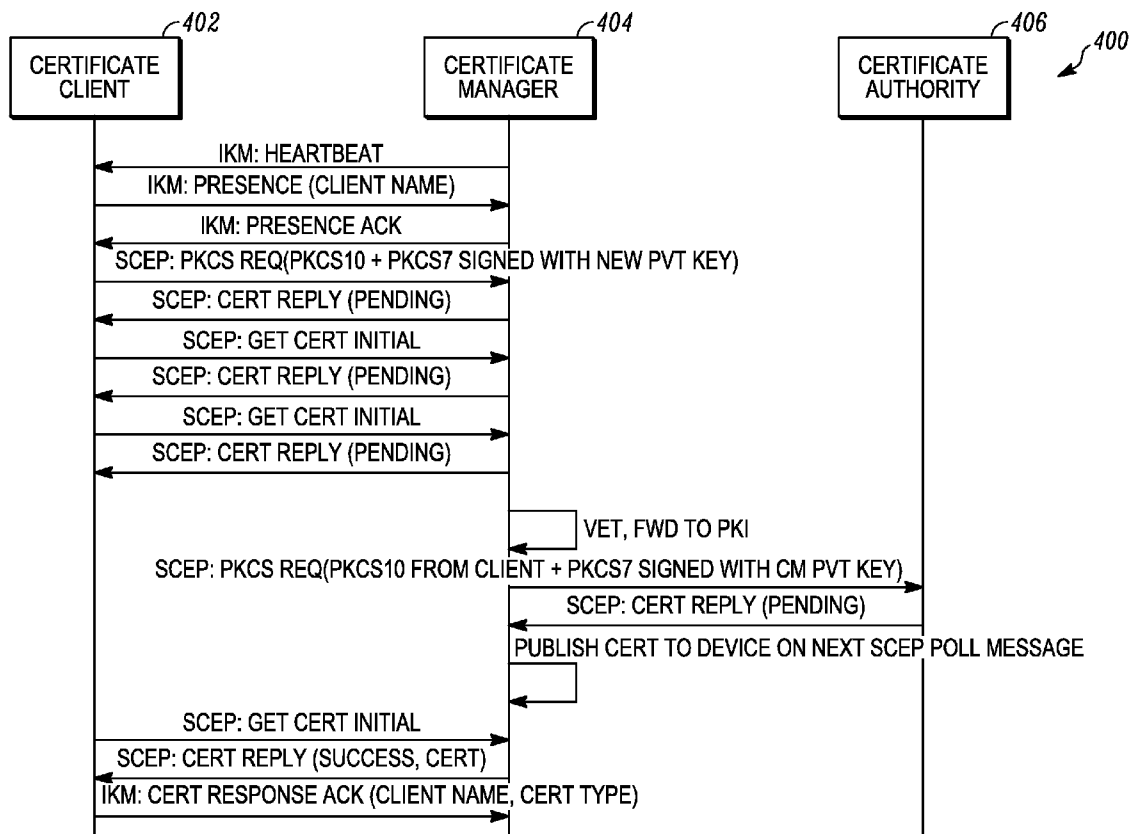 402
404
406
400
CERTIFICATE
CLIENT
CERTIFICATE
MANAGER
CERTIFICATE
AUTHORITY
IKM: HEARTBEAT
IKM: PRESENCE (CLIENT NAME)
IKM: PRESENCE ACK
SCEP: PKCS REQ(PKCS10 + PKCS7 SIGNED WITH NEW PVT KEY)
SCEP: CERT REPLY (PENDING)
SCEP: GET CERT INITIAL
SCEP: CERT REPLY (PENDING)
SCEP: GET CERT INITIAL
SCEP: CERT REPLY (PENDING)
VET, FWD TO PKI
SCEP: PKCS REQ(PKCS10 FROM CLIENT + PKCS7 SIGNED WITH CM PVT KEY)
SCEP: CERT REPLY (PENDING)
PUBLISH CERT TO DEVICE ON NEXT SCEP POLL MESSAGE
SCEP: GET CERT INITIAL
SCEP: CERT REPLY (SUCCESS, CERT)
IKM: CERT RESPONSE ACK (CLIENT NAME, CERT TYPE)